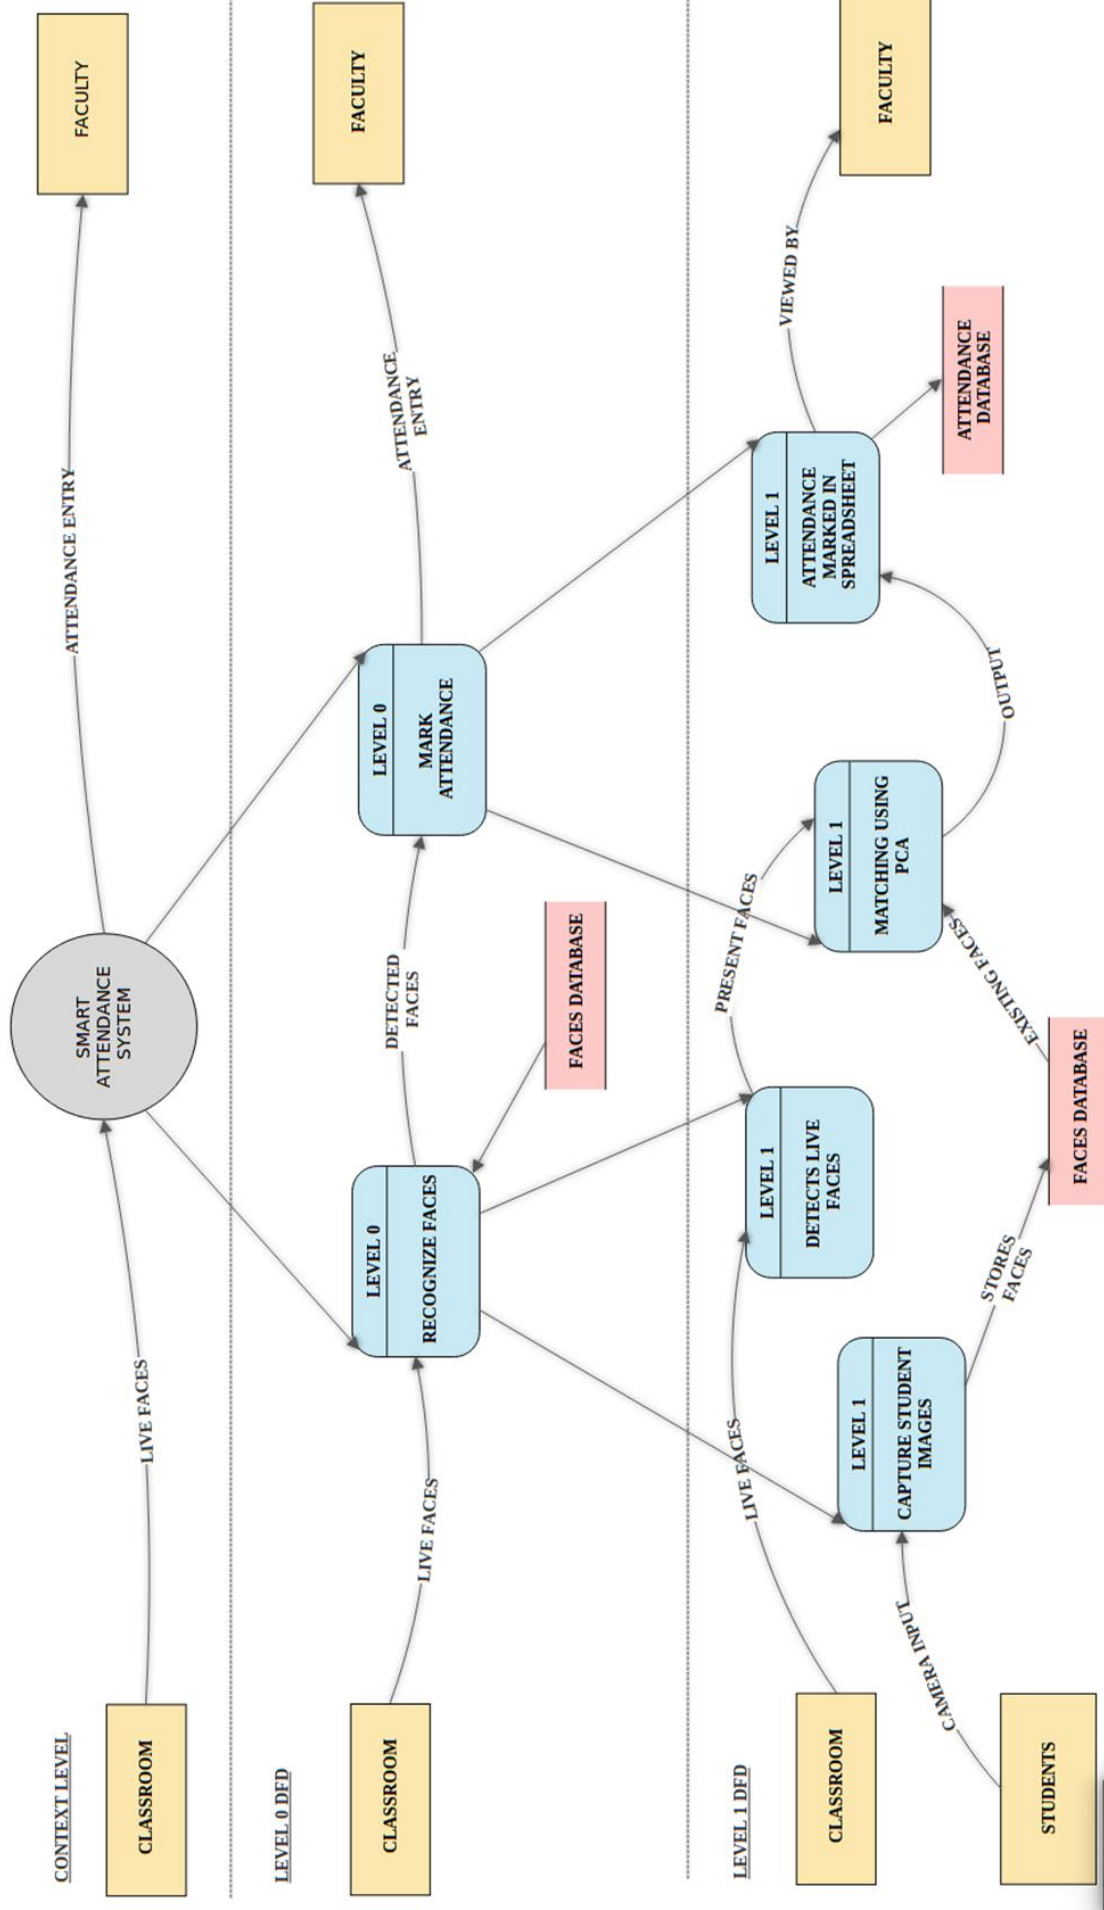 CONTEXT LEVEL
CLASSROOM
LIVE FACES
SMART
ATTENDANCE
SYSTEM
ATTENDANCE ENTRY
FACULTY
LEVEL 0 DFD
CLASSROOM
LIVE FACES
LEVEL 0
RECOGNIZE FACES
DETECTED
FACES
FACES DATABASE
LEVEL 0
MARK
ATTENDANCE
ATTENDANCE
ENTRY
FACULTY
LEVEL 1 DFD
CLASSROOM
LIVE FACES
STUDENTS
CAMERA INPUT
LEVEL 1
CAPTURE STUDENT
IMAGES
STORES
FACES
FACES DATABASE
LEVEL 1
DETECTS LIVE
FACES
PRESENT FACES
EXISTING FACES
LEVEL 1
MATCHING USING
PCA
OUTPUT
LEVEL 1
ATTENDANCE
MARKED IN
SPREADSHEET
ATTENDANCE
DATABASE
VIEWED BY
FACULTY